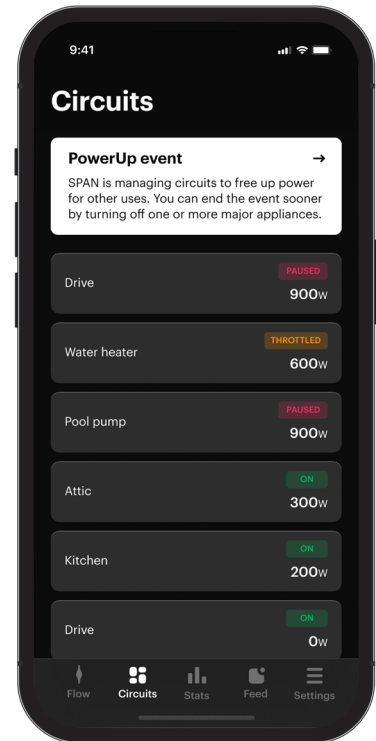 9:41
Circuits
PowerUp event →
SPAN is managing circuits to free up power
for other uses. You can end the event sooner
by turning off one or more major appliances.
Drive
PAUSED
900W
Water heater
THROTTLED
600W
Pool pump
PAUSED
900W
Attic
ON
300W
Kitchen
ON
200W
Drive
ON
0W
Flow
Circuits
Stats
Feed
Settings